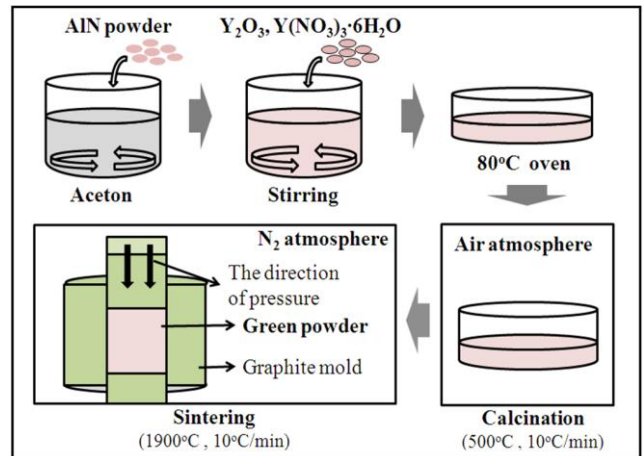 AlN powder
Y₂O₃, Y(NO₃)₃·6H₂O
Aceton
Stirring
80°C oven
N₂ atmosphere
The direction
of pressure
Green powder
Graphite mold
Sintering
(1900°C , 10°C/min)
Air atmosphere
Calcination
(500°C , 10°C/min)